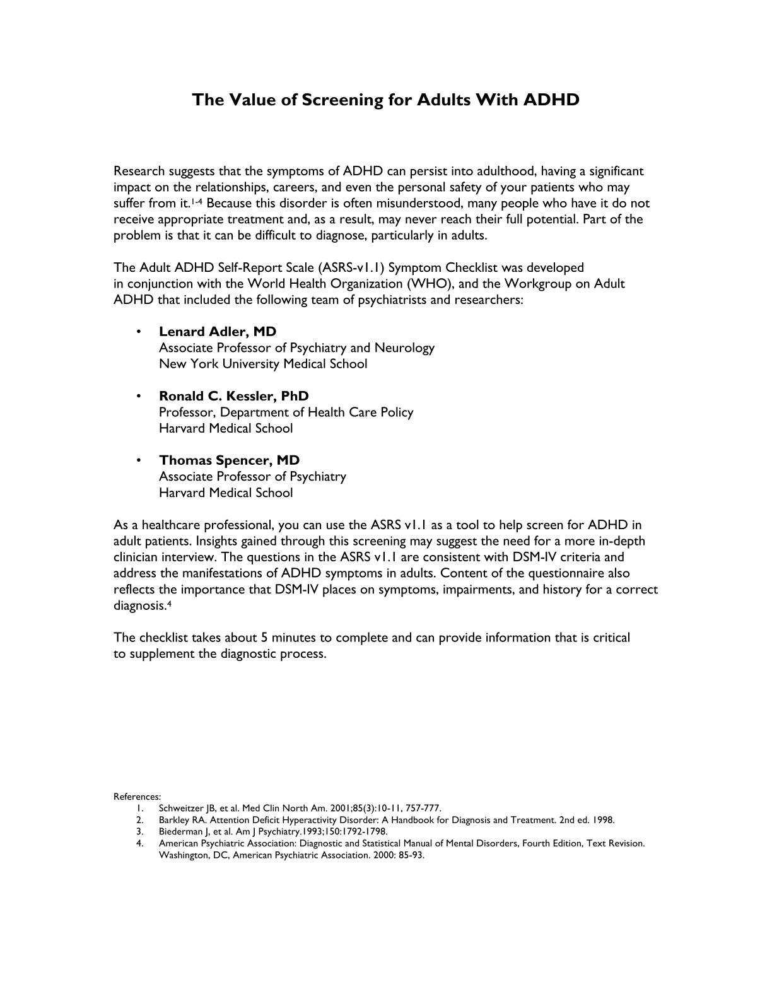 The Value of Screening for Adults With ADHD
Research suggests that the symptoms of ADHD can persist into adulthood, having a significant
impact on the relationships, careers, and even the personal safety of your patients who may
suffer from it.1-4 Because this disorder is often misunderstood, many people who have it do not
receive appropriate treatment and, as a result, may never reach their full potential. Part of the
problem is that it can be difficult to diagnose, particularly in adults.
The Adult ADHD Self-Report Scale (ASRS-v1.1) Symptom Checklist was developed
in conjunction with the World Health Organization (WHO), and the Workgroup on Adult
ADHD that included the following team of psychiatrists and researchers:
• Lenard Adler, MD
Associate Professor of Psychiatry and Neurology
New York University Medical School
• Ronald C. Kessler, PhD
Professor, Department of Health Care Policy
Harvard Medical School
• Thomas Spencer, MD
Associate Professor of Psychiatry
Harvard Medical School
As a healthcare professional, you can use the ASRS v1.1 as a tool to help screen for ADHD in
adult patients. Insights gained through this screening may suggest the need for a more in-depth
clinician interview. The questions in the ASRS v1.1 are consistent with DSM-IV criteria and
address the manifestations of ADHD symptoms in adults. Content of the questionnaire also
reflects the importance that DSM-IV places on symptoms, impairments, and history for a correct
diagnosis.4
The checklist takes about 5 minutes to complete and can provide information that is critical
to supplement the diagnostic process.
References:
1. Schweitzer JB, et al. Med Clin North Am. 2001;85(3):10-11, 757-777.
2. Barkley RA. Attention Deficit Hyperactivity Disorder: A Handbook for Diagnosis and Treatment. 2nd ed. 1998.
3. Biederman J, et al. Am J Psychiatry.1993;150:1792-1798.
4. American Psychiatric Association: Diagnostic and Statistical Manual of Mental Disorders, Fourth Edition, Text Revision.
Washington, DC, American Psychiatric Association. 2000: 85-93.